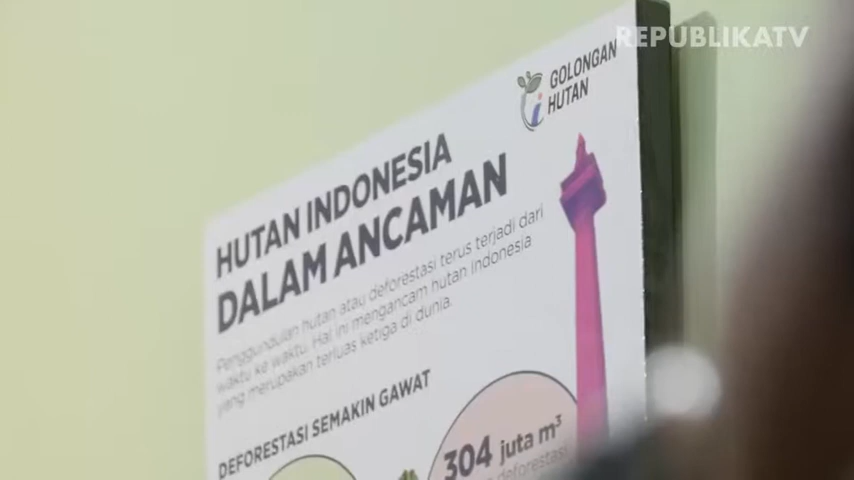 REPUBLIKATV
GOLONGAN
HUTAN
HUTAN INDONESIA
DALAM ANCAMAN
Penggundulan hutan atau deforestasi terus terjadi dari
waktu ke waktu. Hal ini mengancam hutan Indonesia
yang merupakan terluas ketiga di dunia.
DEFORESTASI SEMAKIN GAWAT
304 juta m³
deforestasi